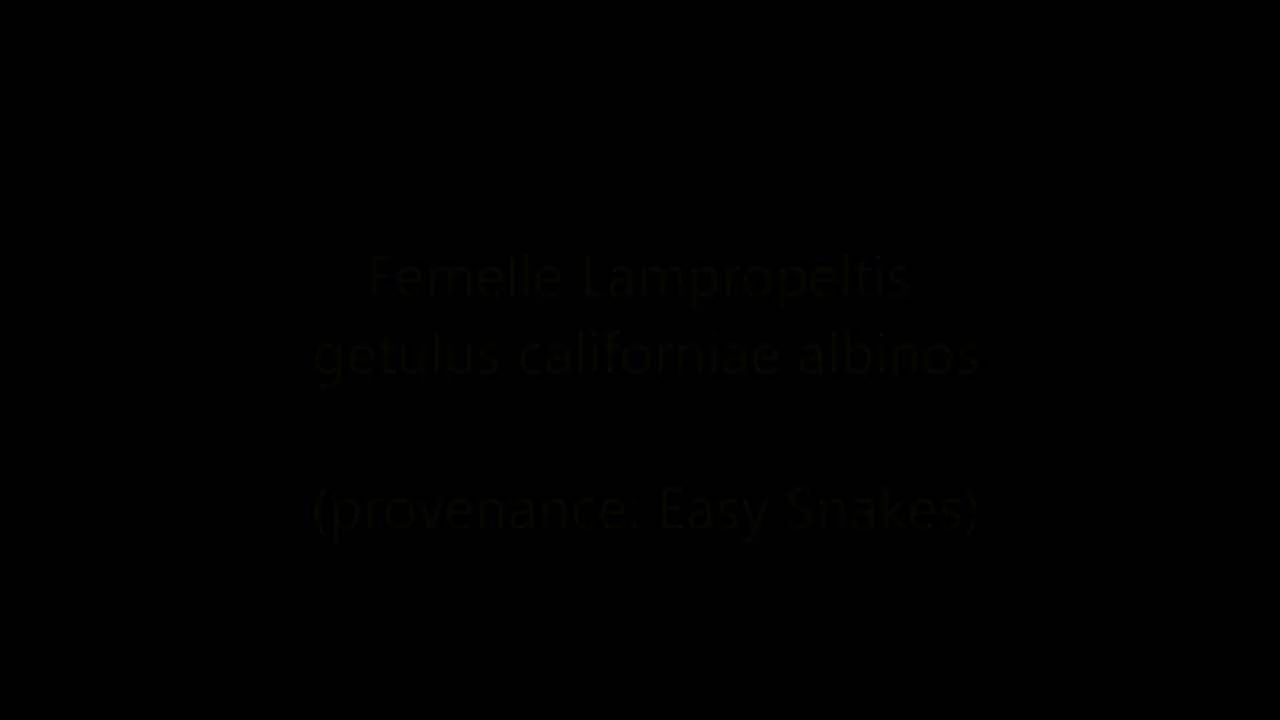 Femelle Lampropeltis
getulus californiae albinos
(provenance: Easy Snakes)